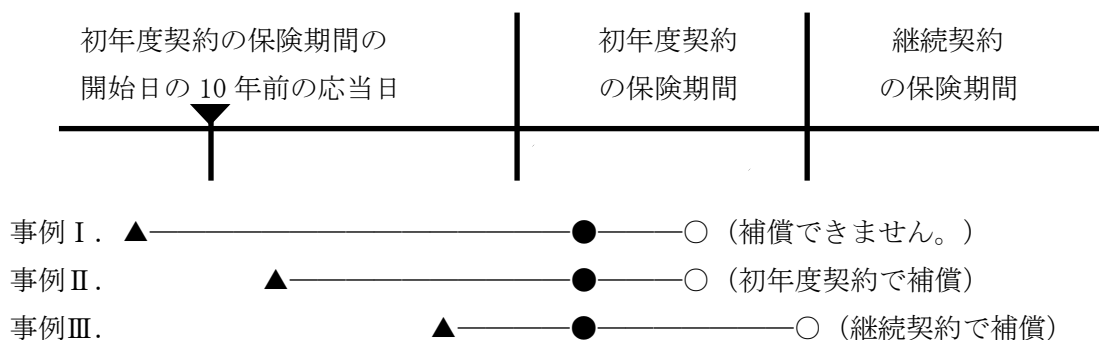 初年度契約の保険期間の
開始日の 10 年前の応当日
初年度契約
の保険期間
継続契約
の保険期間
事例Ⅰ. ▲――――●――○（補償できません。）
事例Ⅱ. ▲――――●――○（初年度契約で補償）
事例Ⅲ. ▲――●――――○（継続契約で補償）